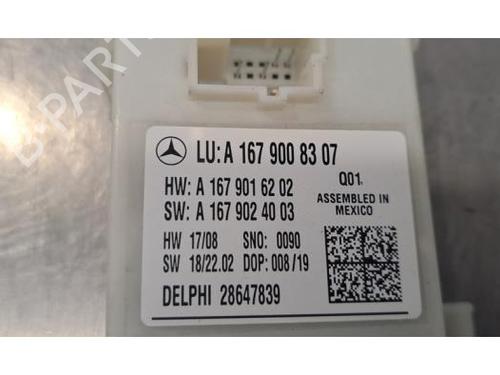 B-PARTS
LU: A 167 900 83 07
HW: A 167 901 62 02
SW: A 167 902 40 03
Q01
ASSEMBLED IN
MEXICO
HW 17/08 SNO: 0090
SW 18/22.02 DOP: 008/19
DELPHI 28647839